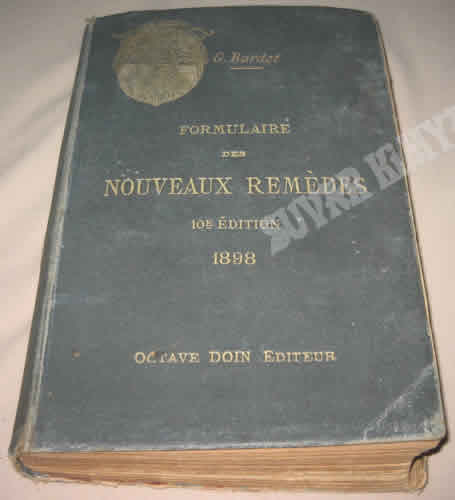 G. Bardet
FORMULAIRE
DES
NOUVEAUX REMÈDES
10E ÉDITION
1898
OCTAVE DOIN ÉDITEUR